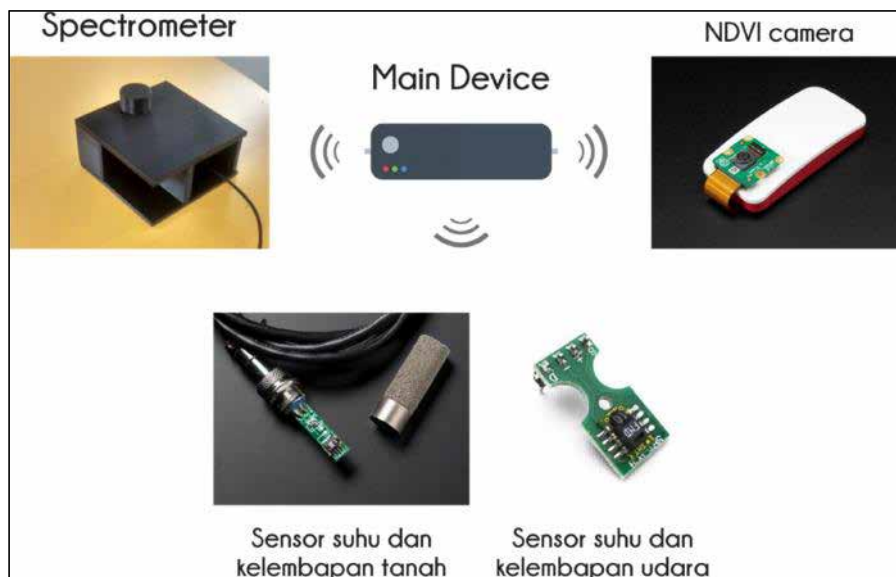 Spectrometer
NDVI camera
Main Device
Sensor suhu dan
kelembapan tanah
Sensor suhu dan
kelembapan udara